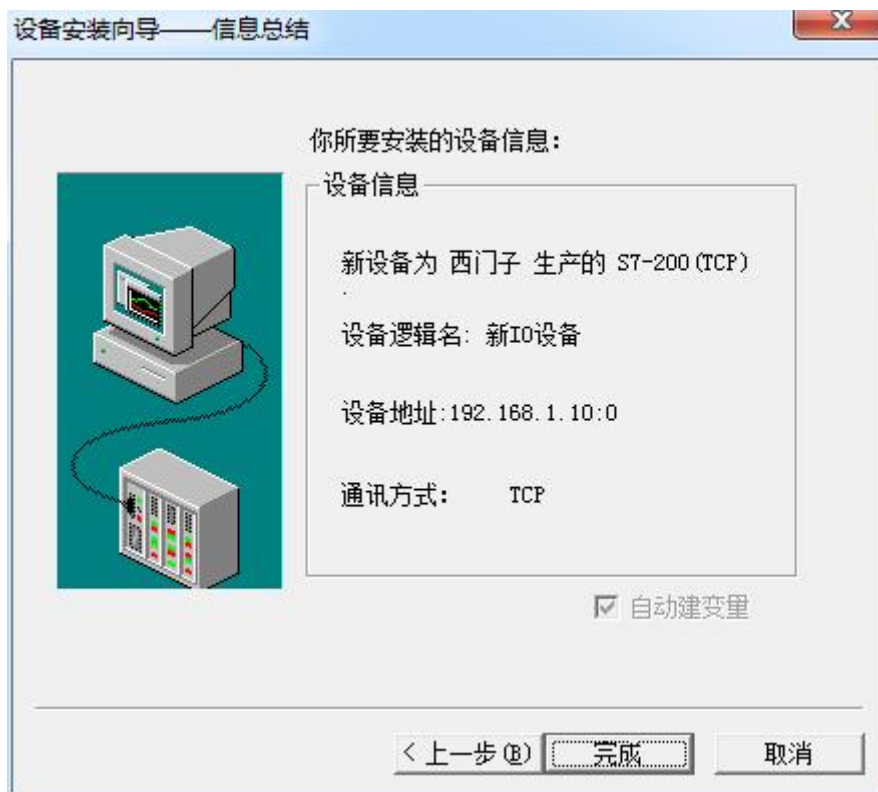 设备安装向导——信息总结
你所要安装的设备信息：
设备信息
新设备为 西门子 生产的 S7-200(TCP)
.
设备逻辑名: 新IO设备
设备地址:192.168.1.10:0
通讯方式： TCP
自动建变量
<上一步(B) 完成 取消